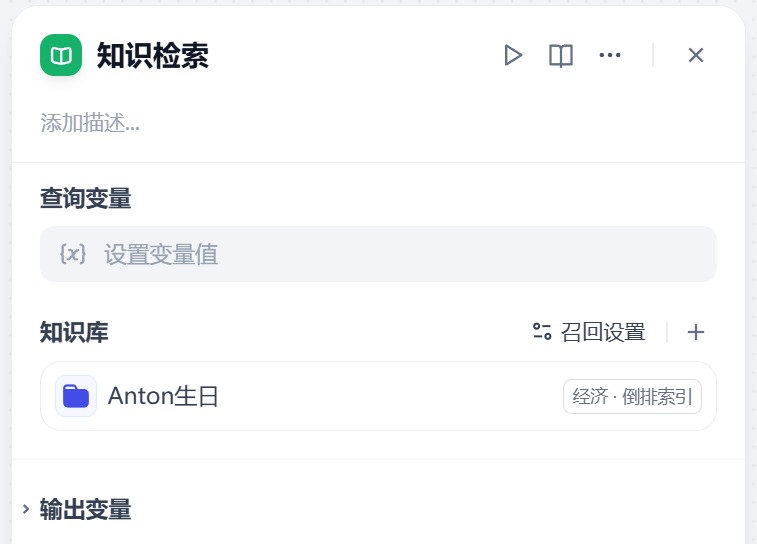 知识检索
添加描述...
查询变量
{x} 设置变量值
知识库 召回设置
Anton生日 经济 · 倒排索引
输出变量